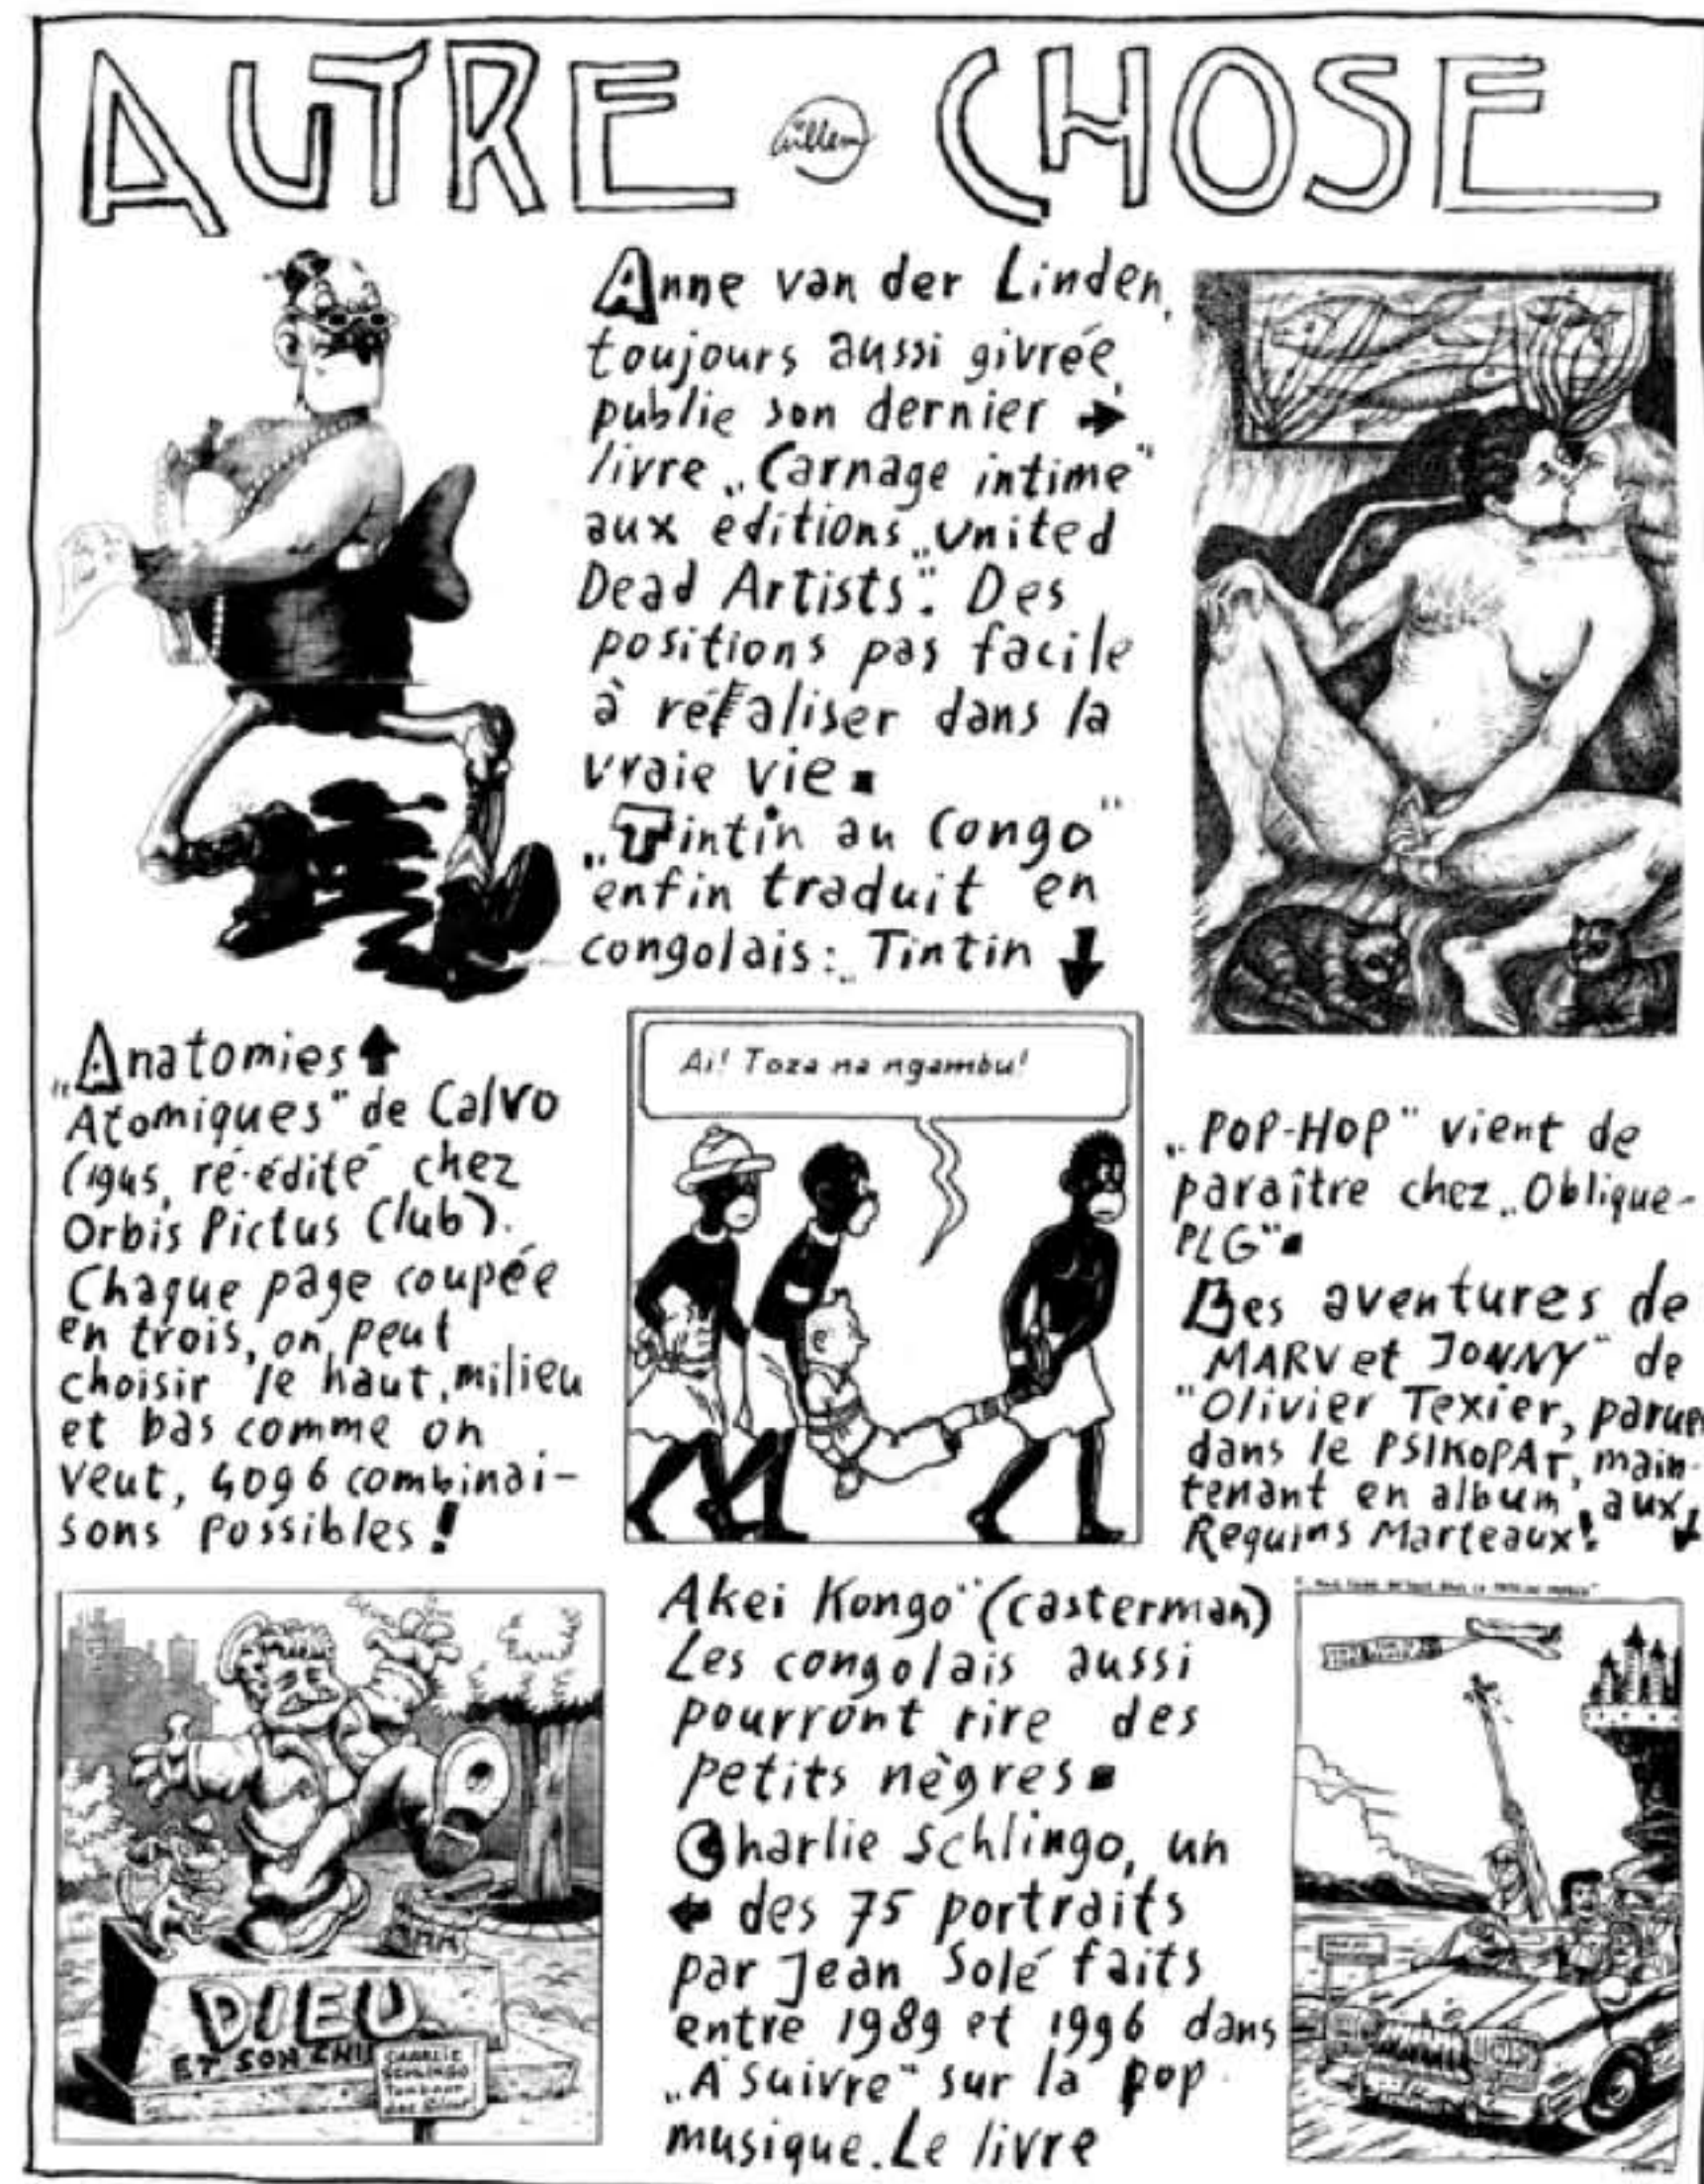 AUTRE CHOSE
Willem
Anne van der Linden,
toujours aussi givrée,
publie son dernier →
livre „Carnage intime"
aux editions „United
Dead Artists". Des
positions pas facile
à réaliser dans la
vraie vie ▪
„Tintin au Congo"
enfin traduit en
congolais: „Tintin ↓
Ai! Toza na ngambu!
Akei Kongo" (casterman)
Les congolais aussi
pourront rire des
petits nègres ▪
Charlie Schlingo, un
← des 75 portraits
par Jean Solé faits
entre 1989 et 1996 dans
„A Suivre" sur la pop
musique. Le livre
„Anatomies ↑
Atomiques" de Calvo
(1945, ré-édité chez
Orbis Pictus Club).
Chaque page coupée
en trois, on peut
choisir le haut, milieu
et bas comme on
veut, 4096 combinai-
sons possibles!
DIEU
ET SON
CHARLIE
SCHLINGO
„POP-HOP" vient de
paraître chez „Oblique-
PLG" ▪
Les aventures de
MARV et JONNY" de
"Olivier Texier, parues
dans le PSIKOPAT, main-
tenant en album, aux
Requins Marteaux! ↓